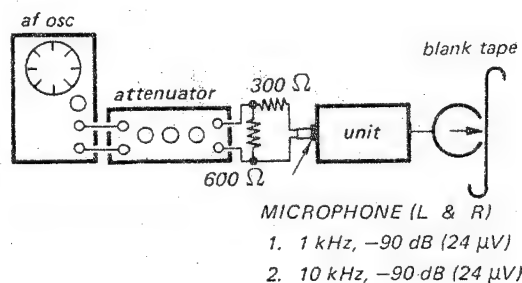 af osc
blank tape
attenuator
300 Ω
unit
600 Ω
MICROPHONE (L & R)
1. 1 kHz, −90 dB (24 μV)
2. 10 kHz, −90 dB (24 μV)